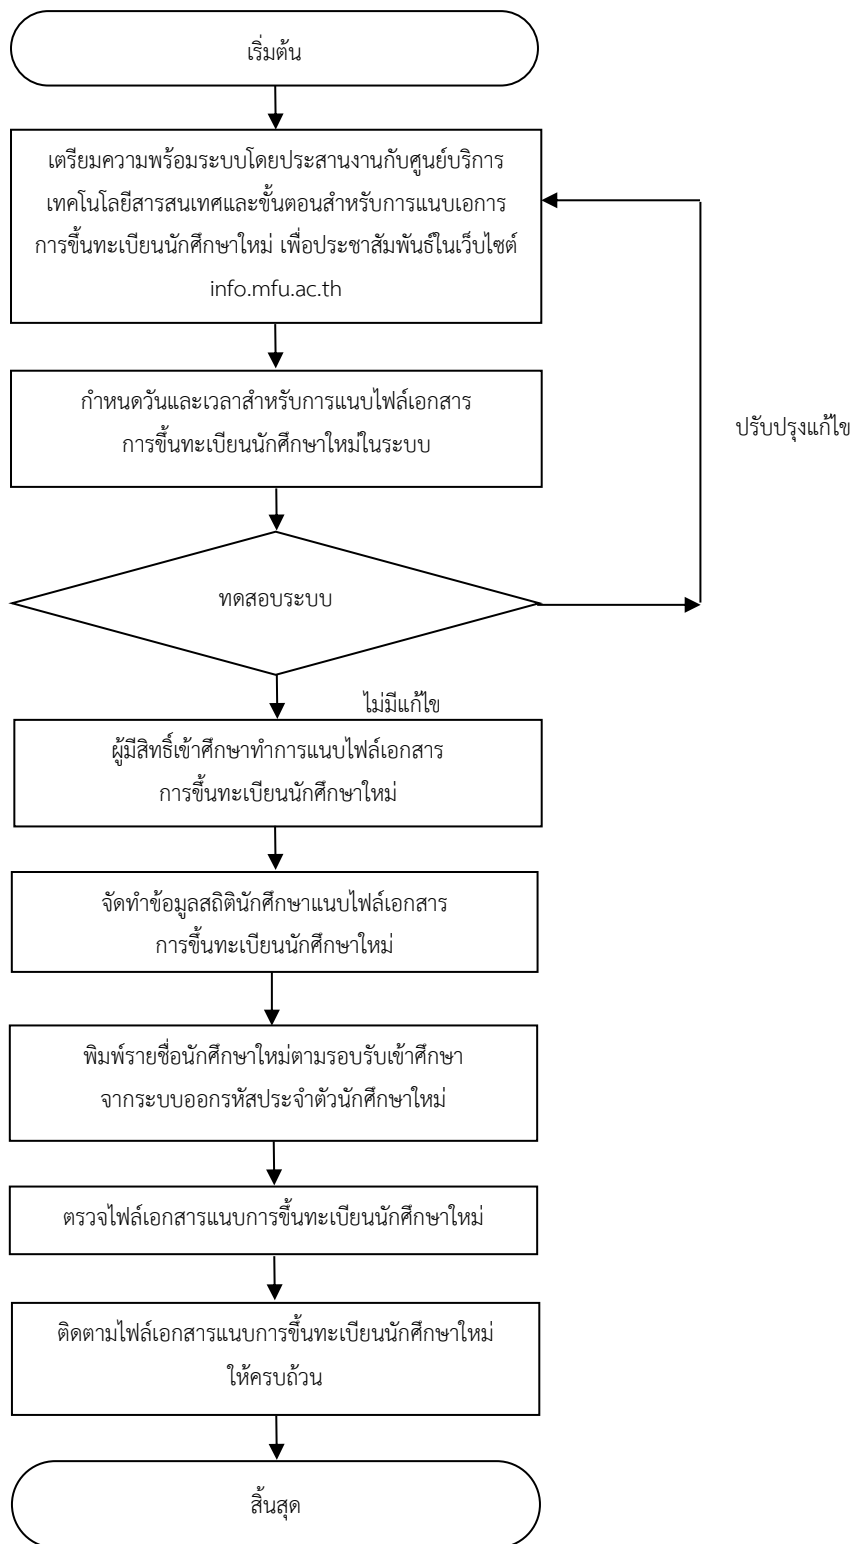 เริ่มต้น
เตรียมความพร้อมระบบโดยประสานงานกับศูนย์บริการ
เทคโนโลยีสารสนเทศและขั้นตอนสำหรับการแนบเอการ
การขึ้นทะเบียนนักศึกษาใหม่ เพื่อประชาสัมพันธ์ในเว็บไซต์
info.mfu.ac.th
กำหนดวันและเวลาสำหรับการแนบไฟล์เอกสาร
การขึ้นทะเบียนนักศึกษาใหม่ในระบบ
ปรับปรุงแก้ไข
ทดสอบระบบ
ไม่มีแก้ไข
ผู้มีสิทธิ์เข้าศึกษาทำการแนบไฟล์เอกสาร
การขึ้นทะเบียนนักศึกษาใหม่
จัดทำข้อมูลสถิตินักศึกษาแนบไฟล์เอกสาร
การขึ้นทะเบียนนักศึกษาใหม่
พิมพ์รายชื่อนักศึกษาใหม่ตามรอบรับเข้าศึกษา
จากระบบออกรหัสประจำตัวนักศึกษาใหม่
ตรวจไฟล์เอกสารแนบการขึ้นทะเบียนนักศึกษาใหม่
ติดตามไฟล์เอกสารแนบการขึ้นทะเบียนนักศึกษาใหม่
ให้ครบถ้วน
สิ้นสุด